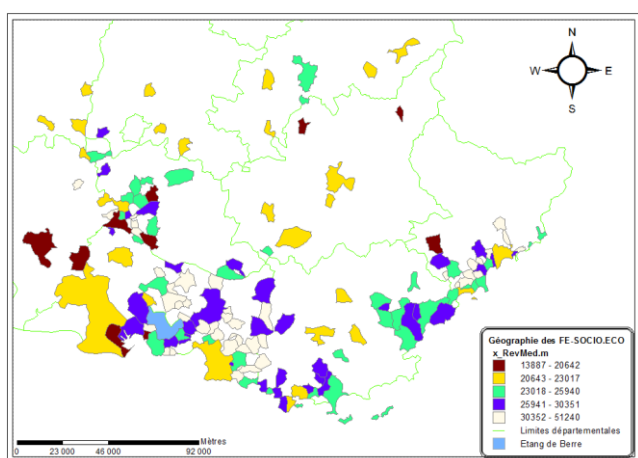 N
W
E
S
Géographie des FE-SOCIO.ECO
x_RevMed.m
13887 - 20642
20643 - 23017
23018 - 25940
25941 - 30351
30352 - 51240
Limites départementales
Etang de Berre
Mètres
0 23 000 46 000 92 000